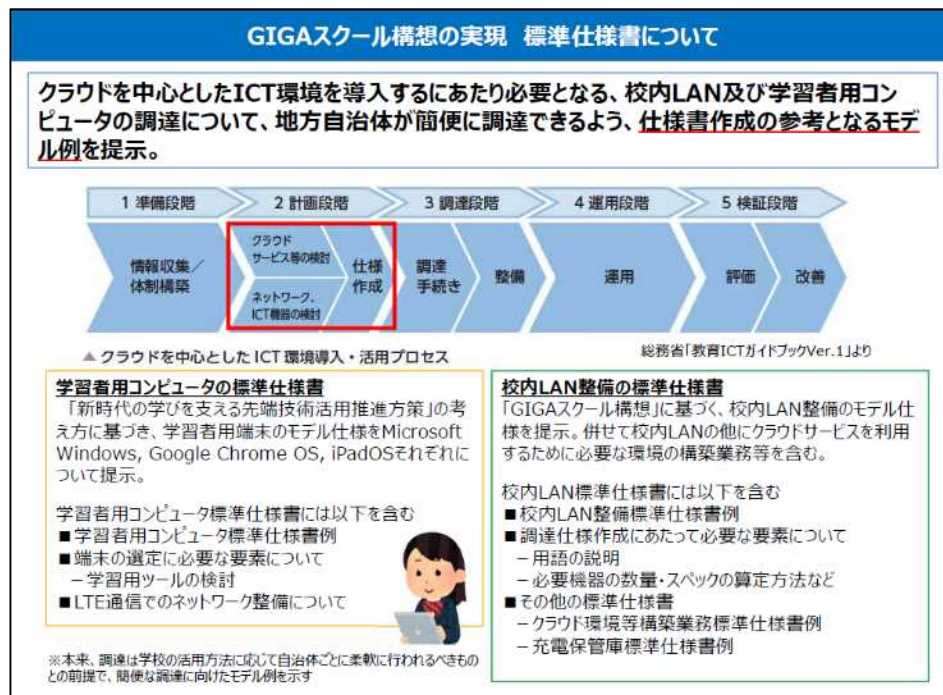 GIGAスクール構想の実現 標準仕様書について
クラウドを中心としたICT環境を導入するにあたり必要となる、校内LAN及び学習者用コン
ピュータの調達について、地方自治体が簡便に調達できるよう、仕様書作成の参考となるモデ
ル例を提示。
1 準備段階
2 計画段階
3 調達段階
4 運用段階
5 検証段階
情報収集／
体制構築
クラウド
サービス等の検討
ネットワーク、
ICT機器の検討
仕様
作成
調達
手続き
整備
運用
評価
改善
▲ クラウドを中心とした ICT 環境導入・活用プロセス
総務省「教育ICTガイドブックVer.1」より
学習者用コンピュータの標準仕様書
「新時代の学びを支える先端技術活用推進方策」の考
え方に基づき、学習者用端末のモデル仕様をMicrosoft
Windows, Google Chrome OS, iPadOSそれぞれに
ついて提示。
学習者用コンピュータ標準仕様書には以下を含む
■学習者用コンピュータ標準仕様書例
■端末の選定に必要な要素について
－学習用ツールの検討
■LTE通信でのネットワーク整備について
※本来、調達は学校の活用方法に応じて自治体ごとに柔軟に行われるべきもの
との前提で、簡便な調達に向けたモデル例を示す
校内LAN整備の標準仕様書
「GIGAスクール構想」に基づく、校内LAN整備のモデル仕
様を提示。併せて校内LANの他にクラウドサービスを利用
するために必要な環境の構築業務等を含む。
校内LAN標準仕様書には以下を含む
■校内LAN整備標準仕様書例
■調達仕様作成にあたって必要な要素について
－用語の説明
－必要機器の数量・スペックの算定方法など
■その他の標準仕様書
－クラウド環境等構築業務標準仕様書例
－充電保管庫標準仕様書例